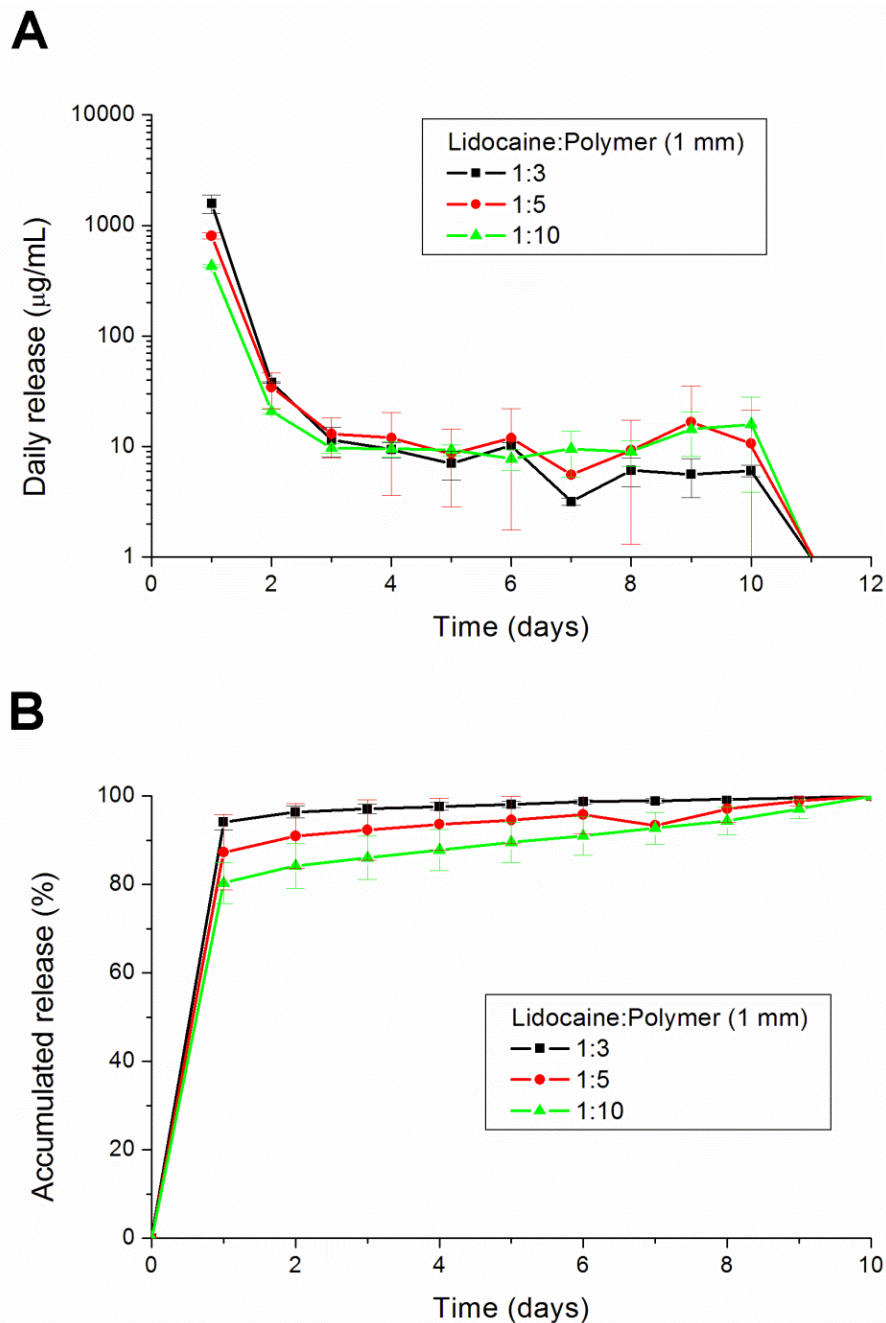 A
Daily release (µg/mL)
10000
1000
100
10
1
Lidocaine:Polymer (1 mm)
1:3
1:5
1:10
0 2 4 6 8 10 12
Time (days)
B
Accumulated release (%)
100
80
60
40
20
0
Lidocaine:Polymer (1 mm)
1:3
1:5
1:10
0 2 4 6 8 10
Time (days)